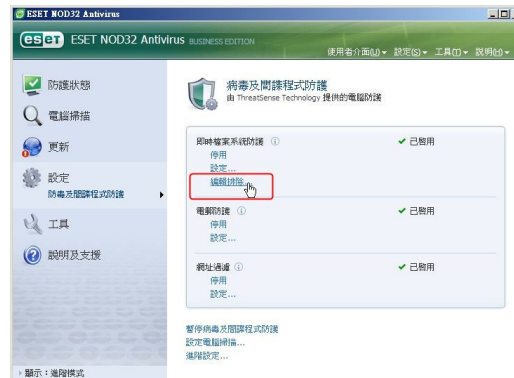 ESET NOD32 Antivirus
eset ESET NOD32 Antivirus BUSINESS EDITION
使用者介面(U) 設定(S) 工具(T) 說明(H)
防護狀態
電腦掃描
更新
設定
防毒及間諜程式防護
工具
說明及支援
顯示：進階模式
病毒及間諜程式防護
由 ThreatSense Technology 提供的電腦防護
即時檔案系統防護 已啟用
停用
設定...
編輯排除...
電郵防護 已啟用
停用
設定...
網址過濾 已啟用
停用
設定...
暫停病毒及間諜程式防護
設定電腦掃描...
進階設定...